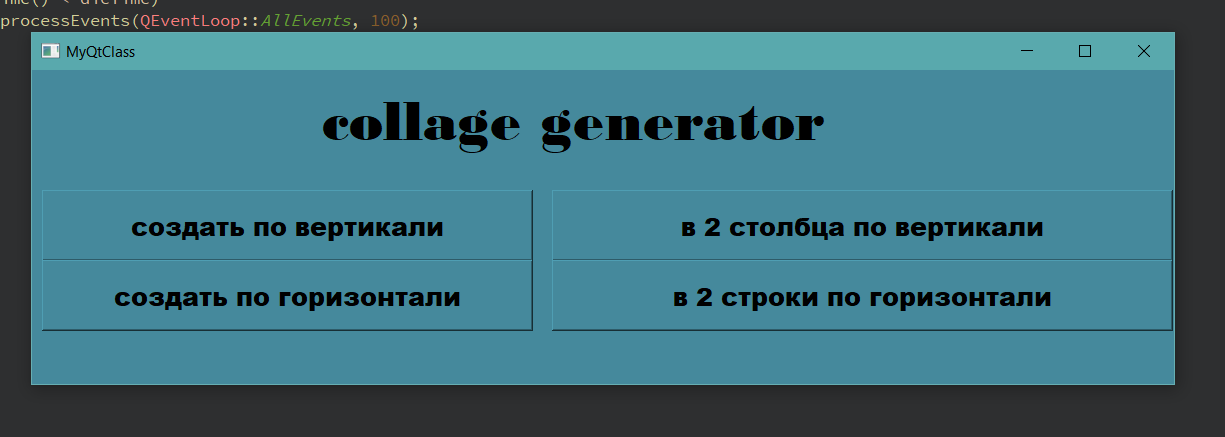 processEvents(QEventLoop::AllEvents, 100);
MyQtClass
collage generator
создать по вертикали
в 2 столбца по вертикали
создать по горизонтали
в 2 строки по горизонтали